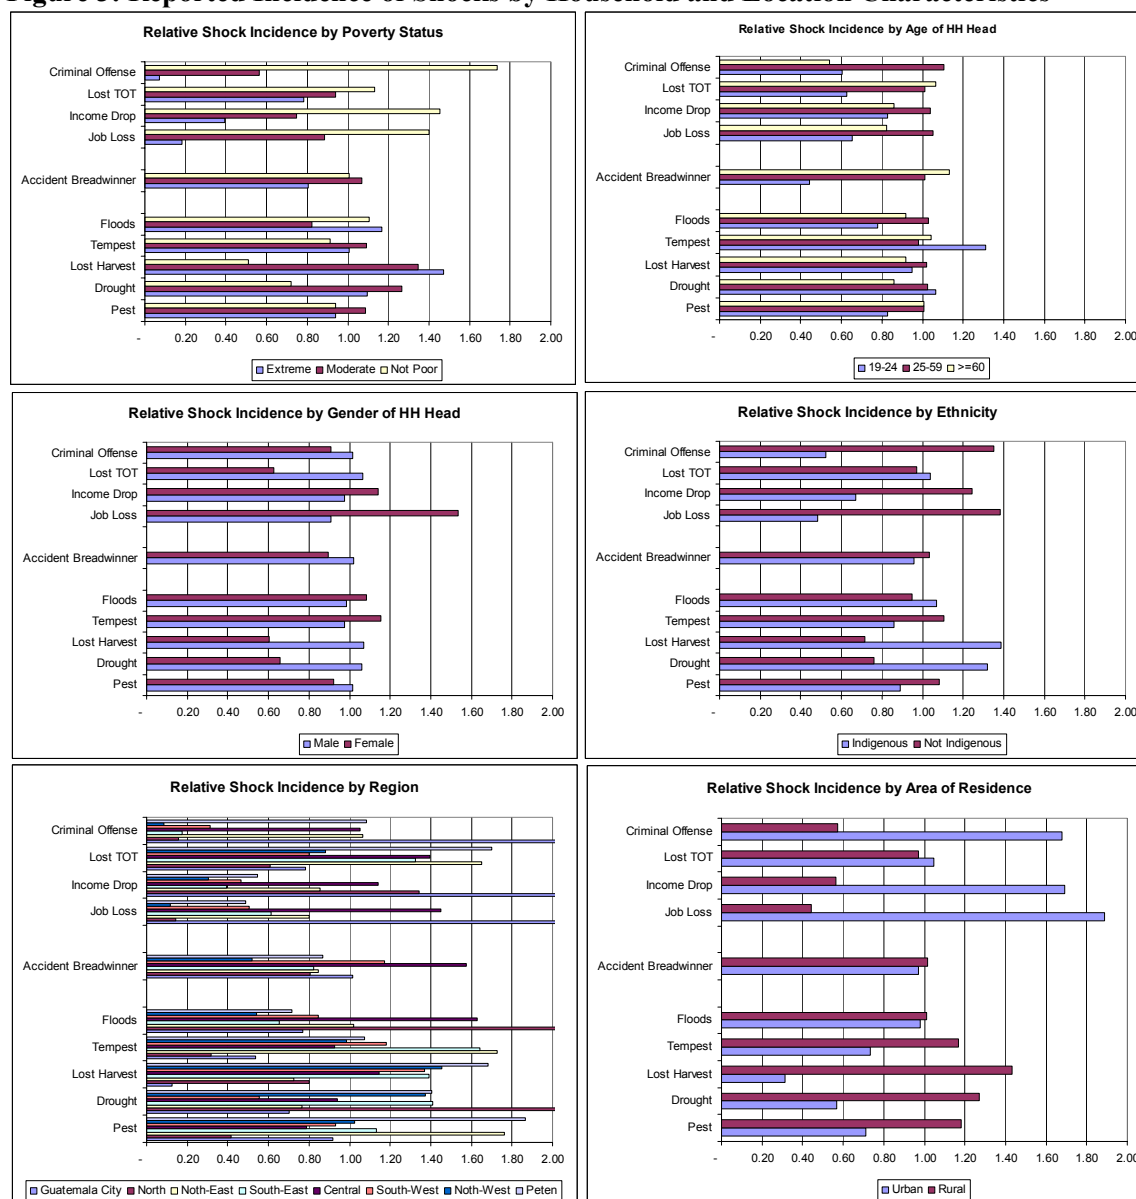 Figure 3: Reported Incidence of Shocks by Household and Location Characteristics
Relative Shock Incidence by Poverty Status
Criminal Offense
Lost TOT
Income Drop
Job Loss
Accident Breadwinner
Floods
Tempest
Lost Harvest
Drought
Pest
- 0.20 0.40 0.60 0.80 1.00 1.20 1.40 1.60 1.80 2.00
Extreme Moderate Not Poor
Relative Shock Incidence by Age of HH Head
Criminal Offense
Lost TOT
Income Drop
Job Loss
Accident Breadwinner
Floods
Tempest
Lost Harvest
Drought
Pest
- 0.20 0.40 0.60 0.80 1.00 1.20 1.40 1.60 1.80 2.00
19-24 25-59 >=60
Relative Shock Incidence by Gender of HH Head
Criminal Offense
Lost TOT
Income Drop
Job Loss
Accident Breadwinner
Floods
Tempest
Lost Harvest
Drought
Pest
- 0.20 0.40 0.60 0.80 1.00 1.20 1.40 1.60 1.80 2.00
Male Female
Relative Shock Incidence by Ethnicity
Criminal Offense
Lost TOT
Income Drop
Job Loss
Accident Breadwinner
Floods
Tempest
Lost Harvest
Drought
Pest
- 0.20 0.40 0.60 0.80 1.00 1.20 1.40 1.60 1.80 2.00
Indigenous Not Indigenous
Relative Shock Incidence by Region
Criminal Offense
Lost TOT
Income Drop
Job Loss
Accident Breadwinner
Floods
Tempest
Lost Harvest
Drought
Pest
- 0.20 0.40 0.60 0.80 1.00 1.20 1.40 1.60 1.80 2.00
Guatemala City North Noth-East South-East Central South-West Noth-West Peten
Relative Shock Incidence by Area of Residence
Criminal Offense
Lost TOT
Income Drop
Job Loss
Accident Breadwinner
Floods
Tempest
Lost Harvest
Drought
Pest
- 0.20 0.40 0.60 0.80 1.00 1.20 1.40 1.60 1.80 2.00
Urban Rural